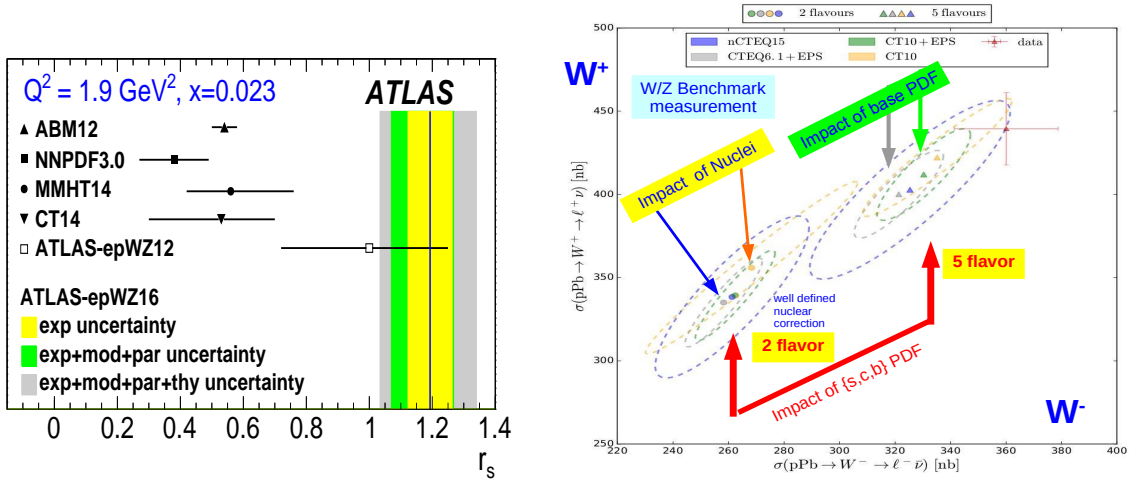 Q² = 1.9 GeV², x=0.023
ATLAS
ABM12
NNPDF3.0
MMHT14
CT14
ATLAS-epWZ12
ATLAS-epWZ16
exp uncertainty
exp+mod+par uncertainty
exp+mod+par+thy uncertainty
0 0.2 0.4 0.6 0.8 1 1.2 1.4
r_s
2 flavours 5 flavours
nCTEQ15 CT10+EPS data
CTEQ6.1+EPS CT10
W⁺
W/Z Benchmark
measurement
Impact of base PDF
Impact of Nuclei
5 flavor
well defined
nuclear
correction
2 flavor
Impact of {s,c,b} PDF
W⁻
500
450
400
350
300
250
σ(pPb→W⁺→ℓ⁺ν) [nb]
220 240 260 280 300 320 340 360 380 400
σ(pPb→W⁻→ℓ⁻ν̄) [nb]